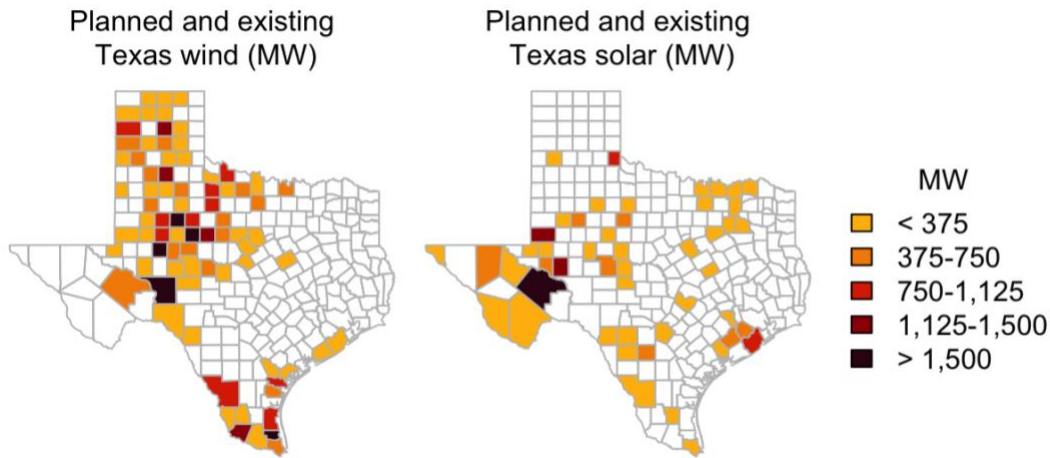 Planned and existing
Texas wind (MW)
Planned and existing
Texas solar (MW)
MW
< 375
375-750
750-1,125
1,125-1,500
> 1,500